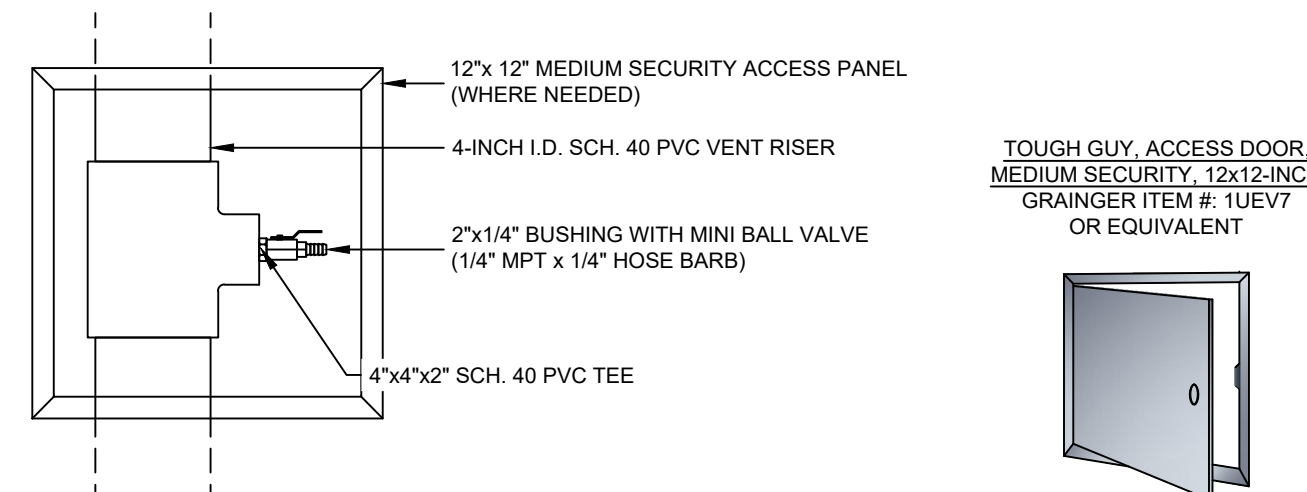 12"x 12" MEDIUM SECURITY ACCESS PANEL
(WHERE NEEDED)
4-INCH I.D. SCH. 40 PVC VENT RISER
2"x1/4" BUSHING WITH MINI BALL VALVE
(1/4" MPT x 1/4" HOSE BARB)
4"x4"x2" SCH. 40 PVC TEE
TOUGH GUY, ACCESS DOOR,
MEDIUM SECURITY, 12x12-INC
GRAINGER ITEM #: 1UEV7
OR EQUIVALENT